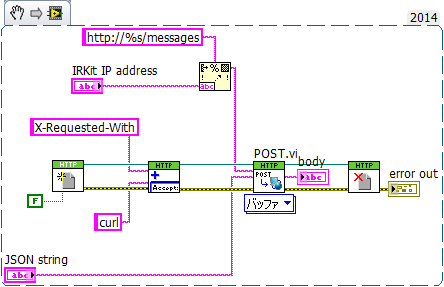 2014
http://%s/messages
IRKit IP address
abc
abc
X-Requested-With
POST.vi
body
HTTP
HTTP
HTTP
HTTP
Accept:
POST
abc
error out
F
バッファ
curl
JSON string
abc